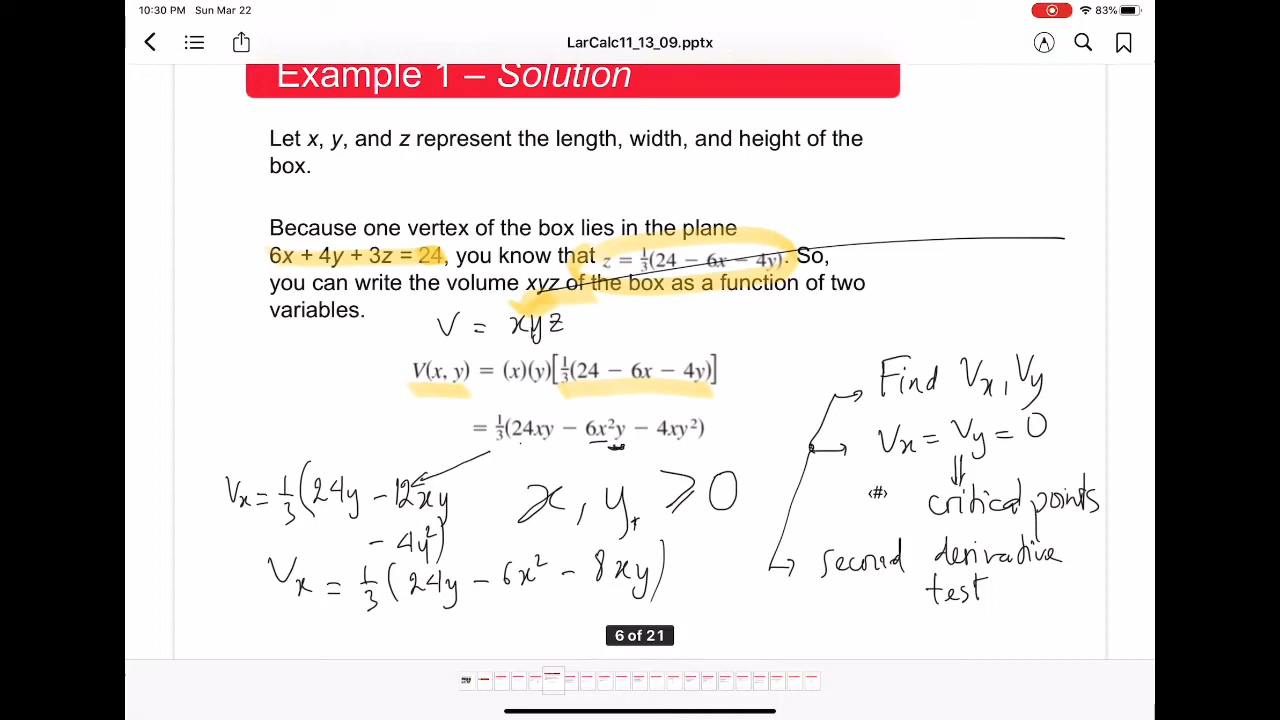 10:30 PM Sun Mar 22
83%
LarCalc11_13_09.pptx
Example 1 – Solution
Let x, y, and z represent the length, width, and height of the
box.
Because one vertex of the box lies in the plane
6x + 4y + 3z = 24, you know that z = 1/3(24 − 6x − 4y). So,
you can write the volume xyz of the box as a function of two
variables.
V = xyz
V(x, y) = (x)(y)[1/3(24 − 6x − 4y)]
= 1/3(24xy − 6x²y − 4xy²)
Vx = 1/3(24y − 12xy
− 4y²)
x, y ≥ 0
Vx = 1/3(24y − 6x² − 8xy)
Find Vx, Vy
Vx = Vy = 0
⇓
(#) critical points
second derivative
test
6 of 21